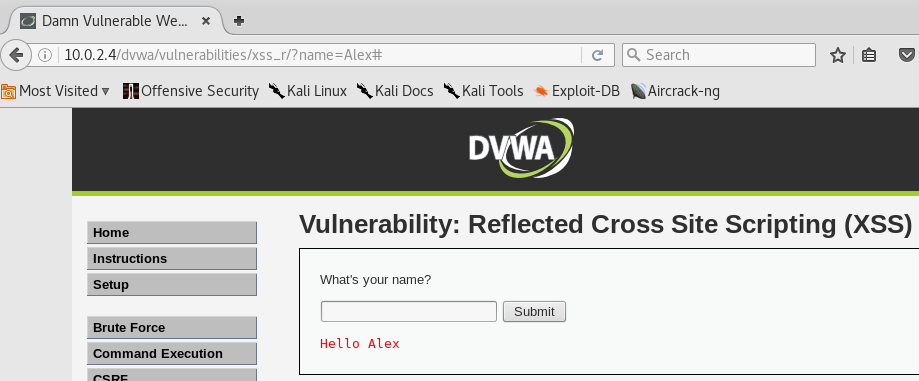 Damn Vulnerable We... ×
10.0.2.4/dvwa/vulnerabilities/xss_r/?name=Alex#
Search
Most Visited Offensive Security Kali Linux Kali Docs Kali Tools Exploit-DB Aircrack-ng
DVWA
Home
Instructions
Setup
Brute Force
Command Execution
CSRF
Vulnerability: Reflected Cross Site Scripting (XSS)
What's your name?
Submit
Hello Alex